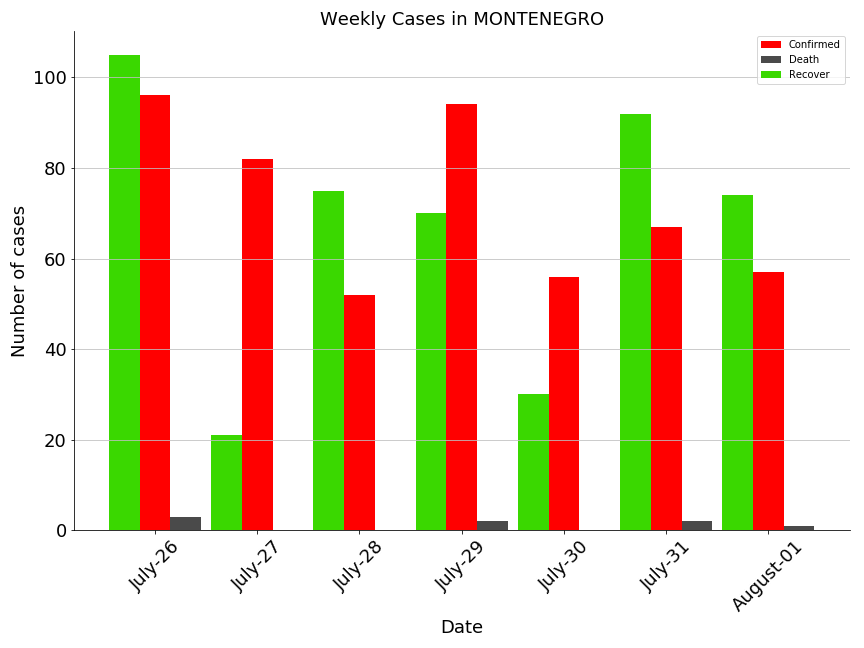 Weekly Cases in MONTENEGRO
Confirmed
Death
Recover
Number of cases
100
80
60
40
20
0
July-26
July-27
July-28
July-29
July-30
July-31
August-01
Date